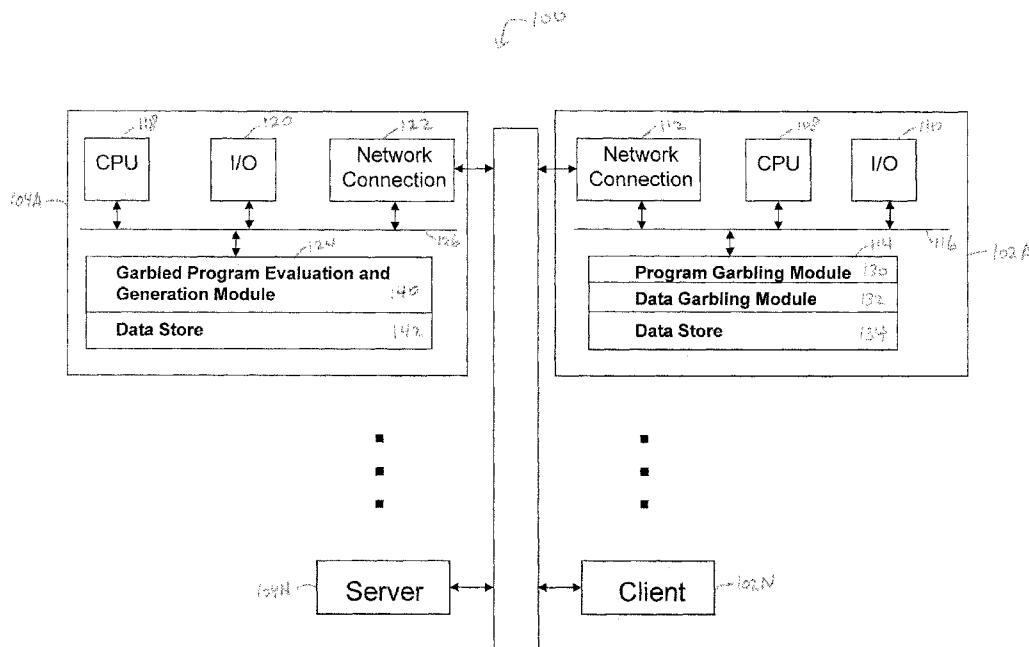 100
118
120
122
112
108
110
CPU
I/O
Network
Connection
Network
Connection
CPU
I/O
104A
126
116
102A
124
114
Garbled Program Evaluation and
Generation Module
140
Data Store
142
Program Garbling Module
130
Data Garbling Module
132
Data Store
134
104N
Server
Client
102N